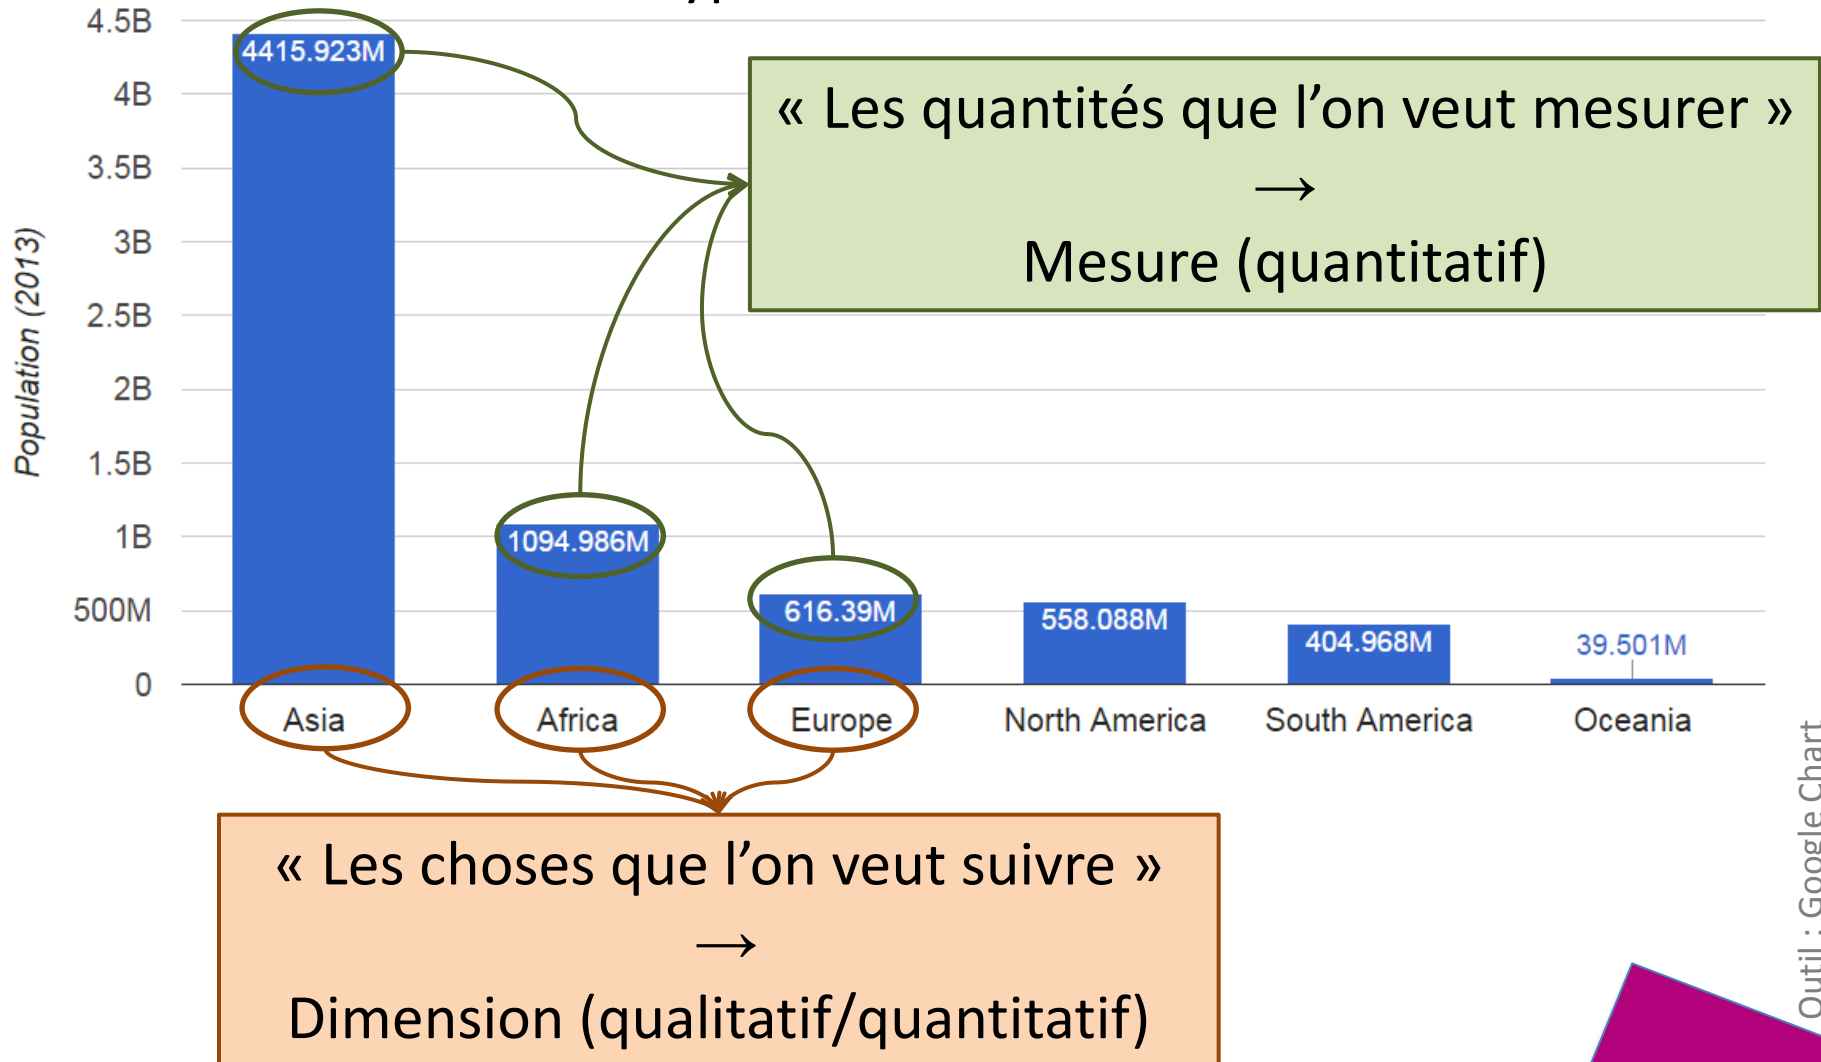 4.5B
4B
3.5B
3B
2.5B
2B
1.5B
1B
500M
0
Population (2013)
4415.923M
1094.986M
616.39M
558.088M
404.968M
39.501M
Asia
Africa
Europe
North America
South America
Oceania
« Les quantités que l’on veut mesurer »
→
Mesure (quantitatif)
« Les choses que l’on veut suivre »
→
Dimension (qualitatif/quantitatif)
Outil : Google Chart